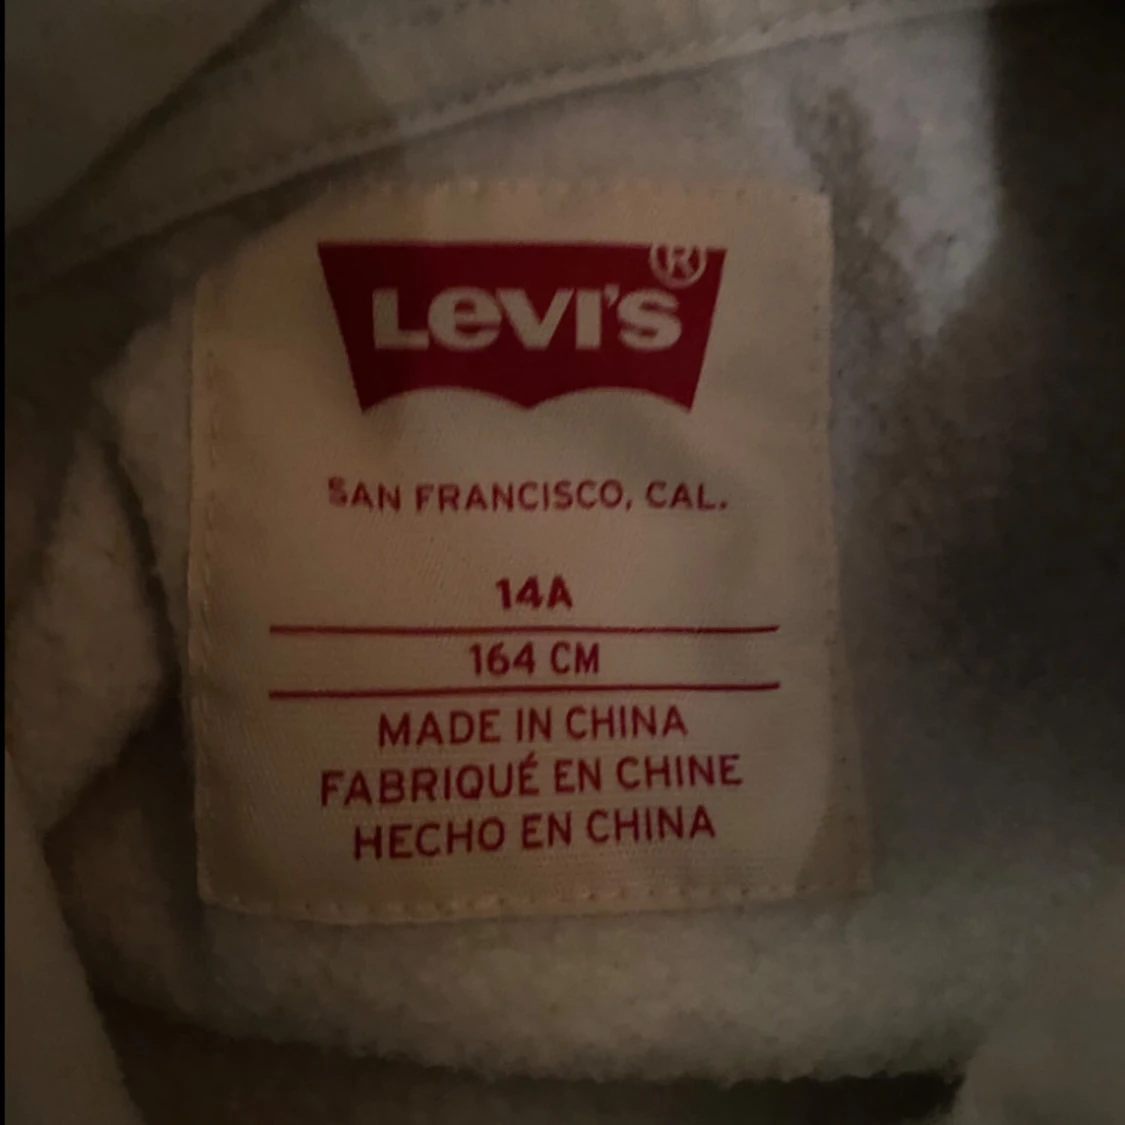 LEVI'S®
SAN FRANCISCO, CAL.
14A
164 CM
MADE IN CHINA
FABRIQUÉ EN CHINE
HECHO EN CHINA